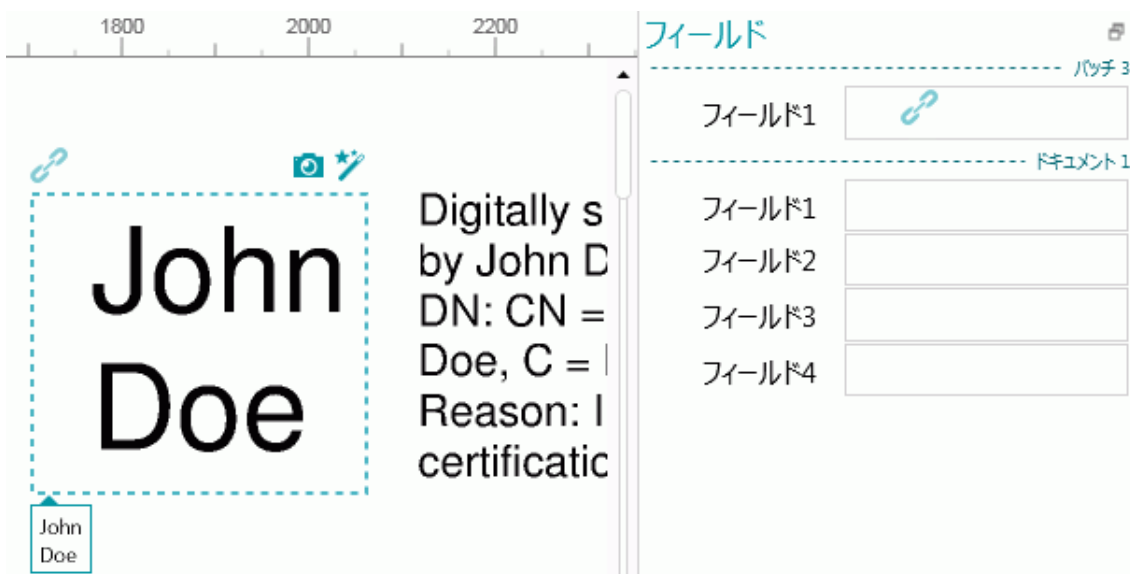 1800 2000 2200
John
Doe
Digitally s
by John D
DN: CN =
Doe, C =
Reason: I
certificatic
John
Doe
フィールド
バッチ 3
フィールド1
ドキュメント 1
フィールド1
フィールド2
フィールド3
フィールド4